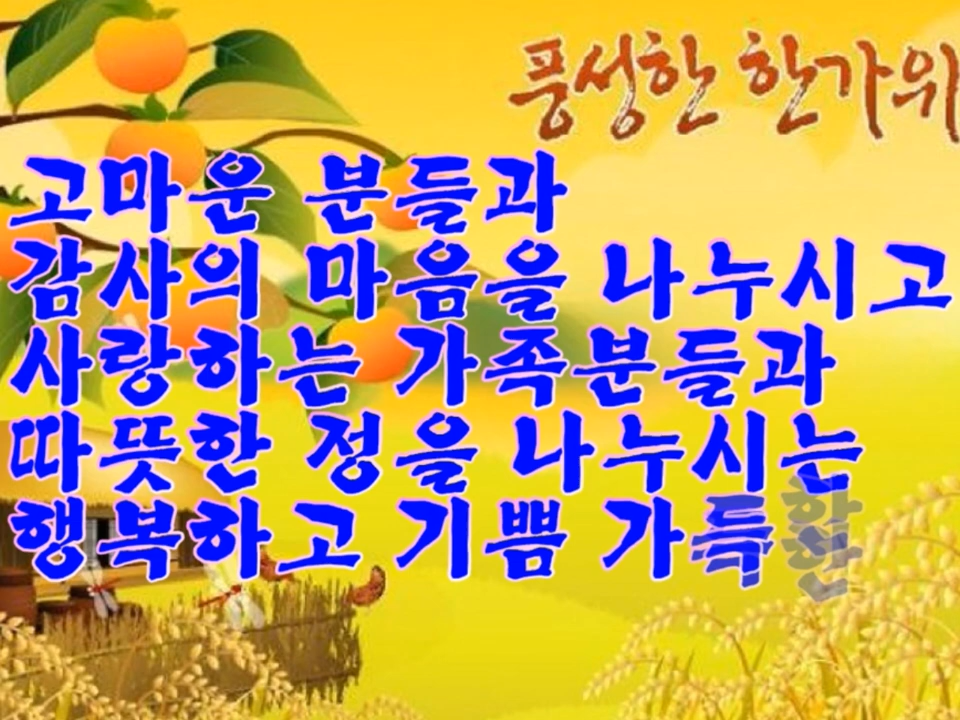 풍성한 한가위
고마운 분들과
감사의 마음을 나누시고
사랑하는 가족분들과
따뜻한 정을 나누시는
행복하고 기쁨 가득한